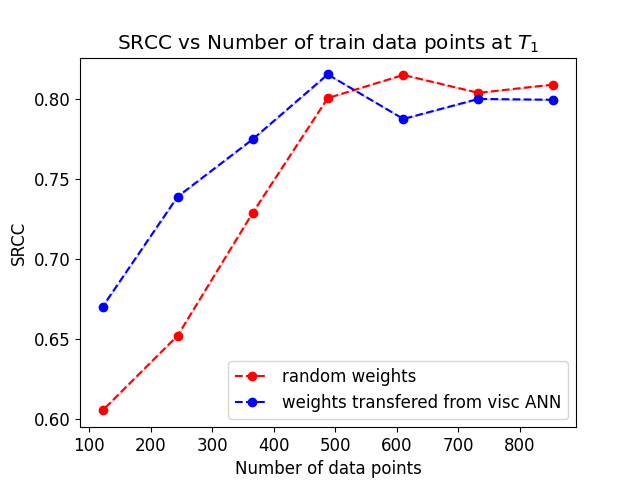 SRCC vs Number of train data points at T₁
0.80
0.75
0.70
0.65
0.60
SRCC
random weights
weights transfered from visc ANN
100 200 300 400 500 600 700 800
Number of data points